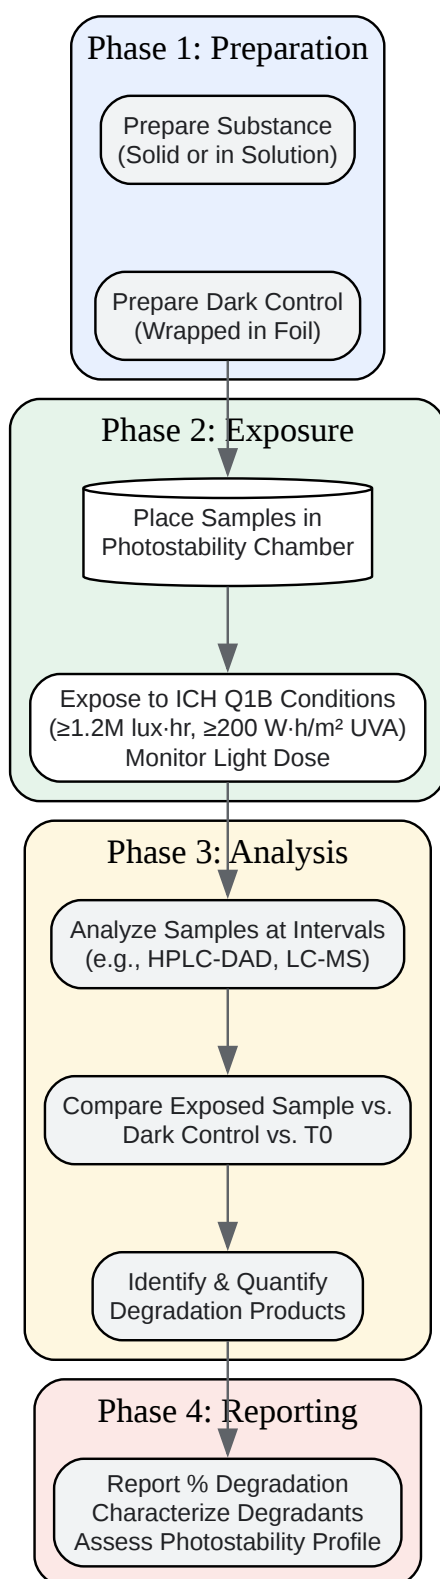 Phase 1: Preparation
Prepare Substance
(Solid or in Solution)
Prepare Dark Control
(Wrapped in Foil)
Phase 2: Exposure
Place Samples in
Photostability Chamber
Expose to ICH Q1B Conditions
(≥1.2M lux·hr, ≥200 W·h/m² UVA)
Monitor Light Dose
Phase 3: Analysis
Analyze Samples at Intervals
(e.g., HPLC-DAD, LC-MS)
Compare Exposed Sample vs.
Dark Control vs. T0
Identify & Quantify
Degradation Products
Phase 4: Reporting
Report % Degradation
Characterize Degradants
Assess Photostability Profile